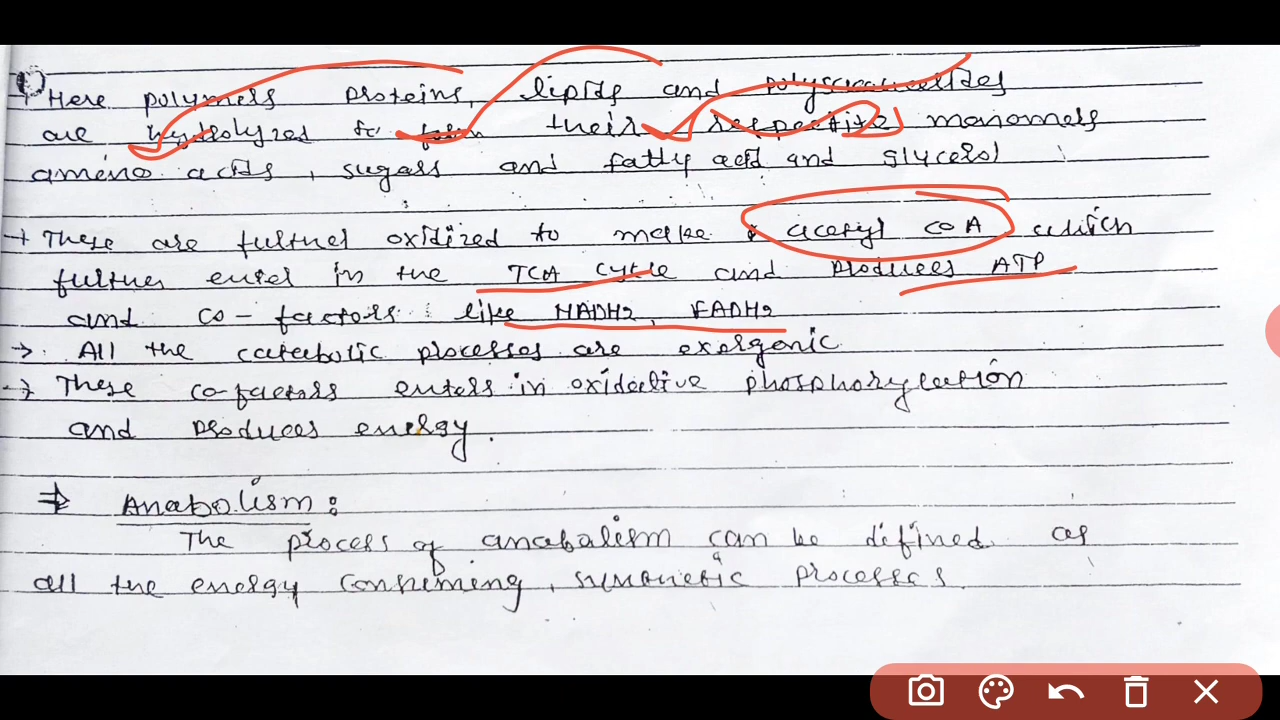 → Here polymers proteins, lipids and polysaccharides
are hydrolyzed to form their respective monomers
amino acids, sugars and fatty acid and glycerol
→ These are further oxidized to make acetyl coA which
further enter in the TCA cycle and produces ATP
and co-factors like NADH2, FADH2
→ All the catabolic processes are exergonic
→ These co-factors enters in oxidative phosphorylation
and produces energy.
⇒ Anabolism:
The process of anabolism can be defined as
all the energy consuming, synthetic processes.